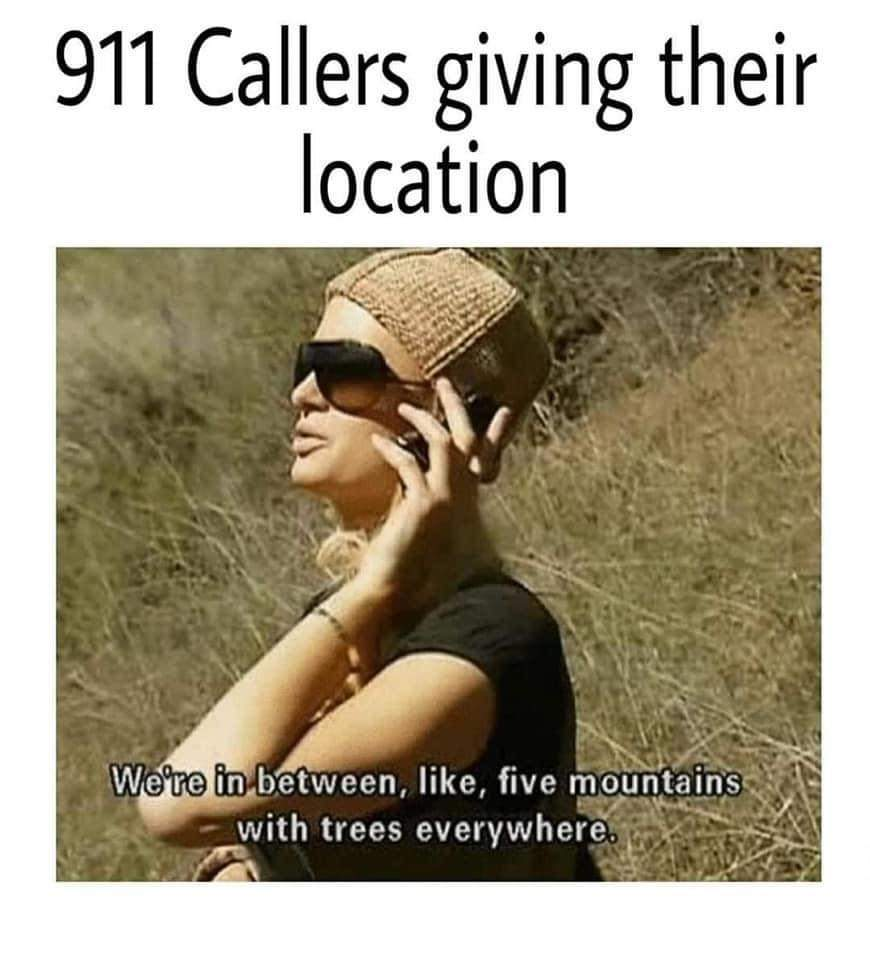 911 Callers giving their
location
We're in between, like, five mountains
with trees everywhere.